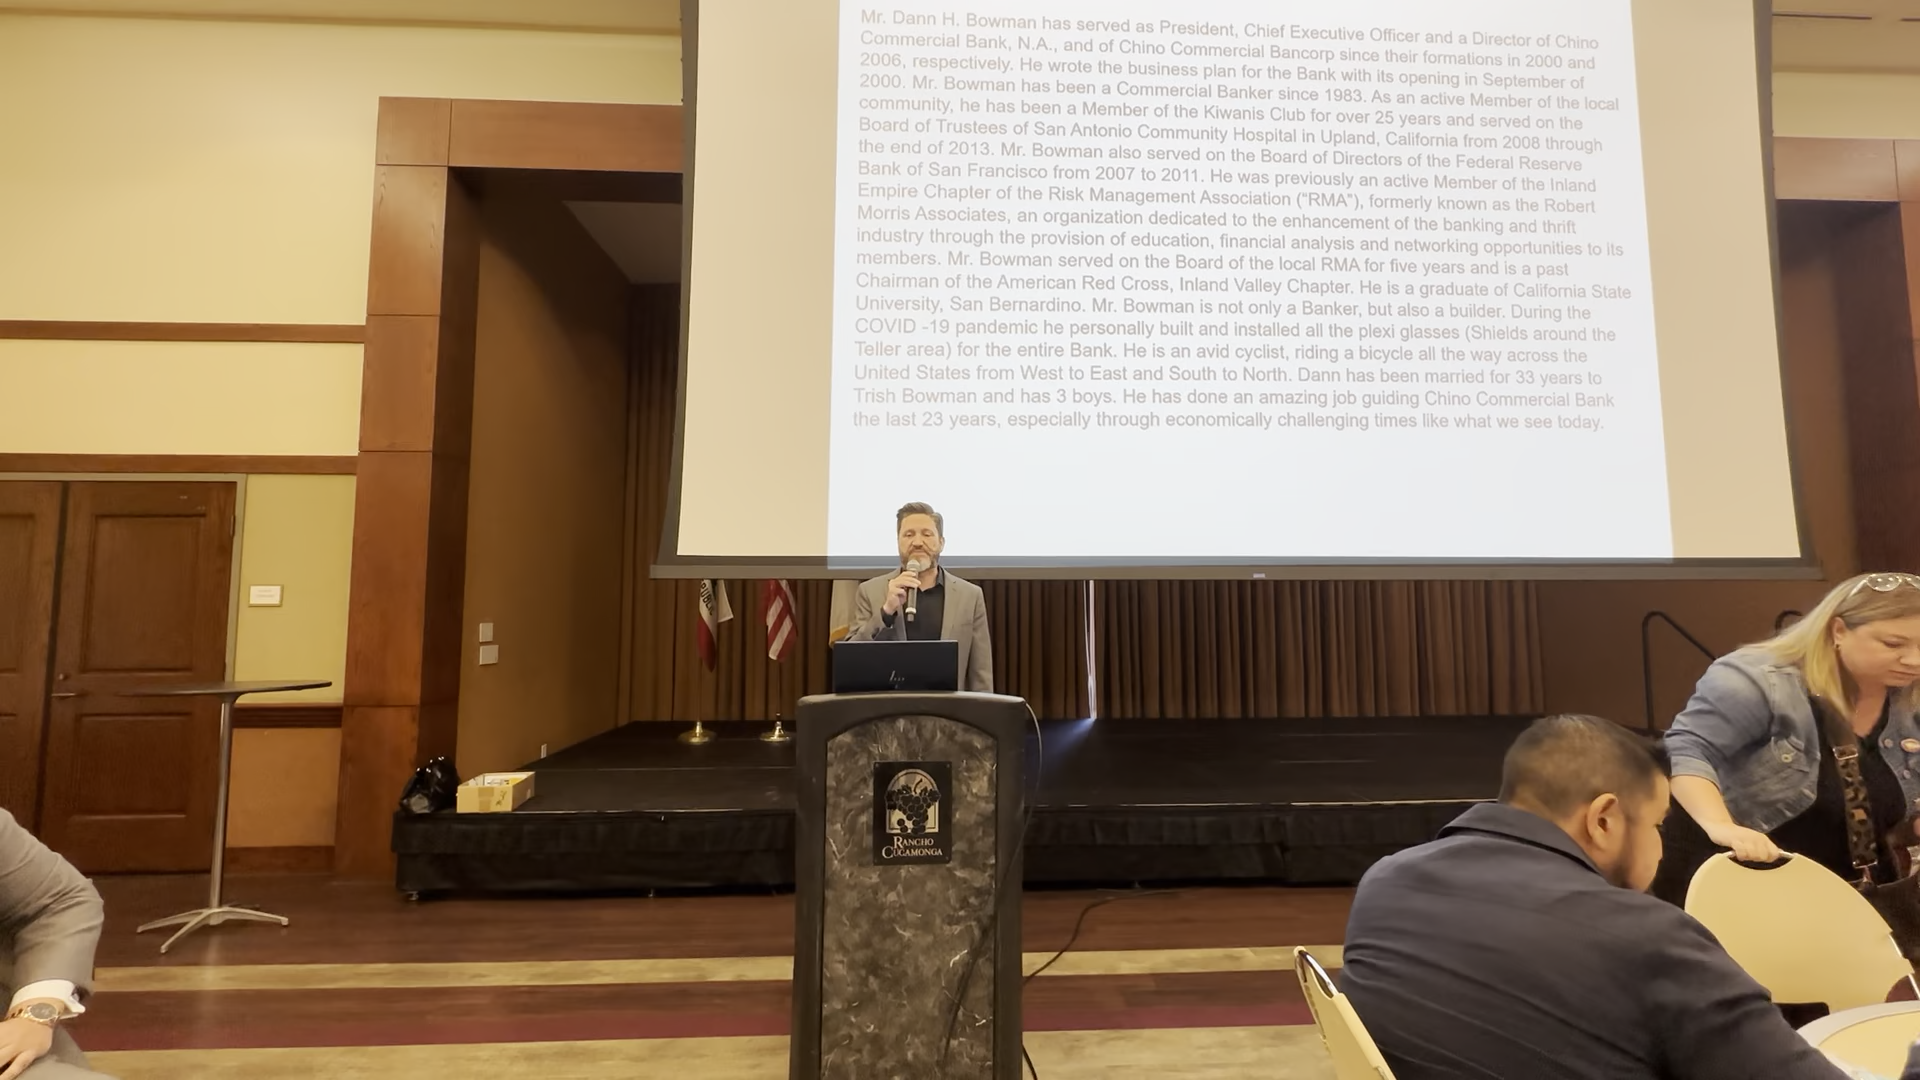 Mr. Dann H. Bowman has served as President, Chief Executive Officer and a Director of Chino
Commercial Bank, N.A., and of Chino Commercial Bancorp since their formations in 2000 and
2006, respectively. He wrote the business plan for the Bank with its opening in September of
2000. Mr. Bowman has been a Commercial Banker since 1983. As an active Member of the local
community, he has been a Member of the Kiwanis Club for over 25 years and served on the
Board of Trustees of San Antonio Community Hospital in Upland, California from 2008 through
the end of 2013. Mr. Bowman also served on the Board of Directors of the Federal Reserve
Bank of San Francisco from 2007 to 2011. He was previously an active Member of the Inland
Empire Chapter of the Risk Management Association (“RMA”), formerly known as the Robert
Morris Associates, an organization dedicated to the enhancement of the banking and thrift
industry through the provision of education, financial analysis and networking opportunities to its
members. Mr. Bowman served on the Board of the local RMA for five years and is a past
Chairman of the American Red Cross, Inland Valley Chapter. He is a graduate of California State
University, San Bernardino. Mr. Bowman is not only a Banker, but also a builder. During the
COVID -19 pandemic he personally built and installed all the plexi glasses (Shields around the
Teller area) for the entire Bank. He is an avid cyclist, riding a bicycle all the way across the
United States from West to East and South to North. Dann has been married for 33 years to
Trish Bowman and has 3 boys. He has done an amazing job guiding Chino Commercial Bank
the last 23 years, especially through economically challenging times like what we see today.
hp
RANCHO
CUCAMONGA